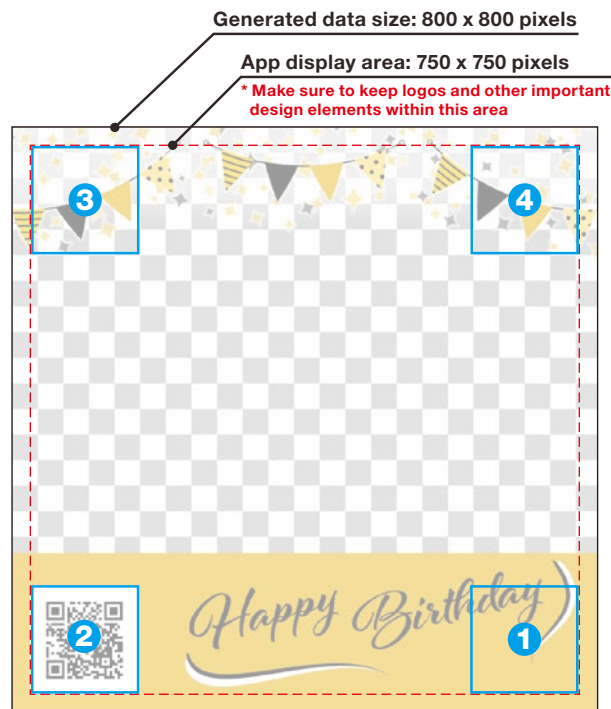 Generated data size: 800 x 800 pixels
App display area: 750 x 750 pixels
* Make sure to keep logos and other important
design elements within this area
3
4
Happy Birthday
2
1